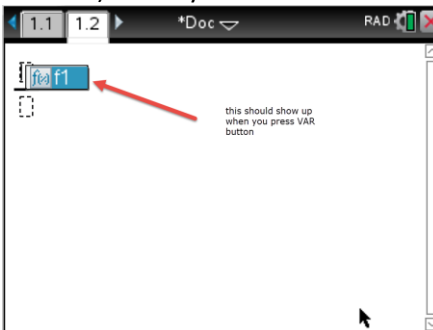 1.1 1.2 *Doc RAD
f(x) f1
this should show up
when you press VAR
button